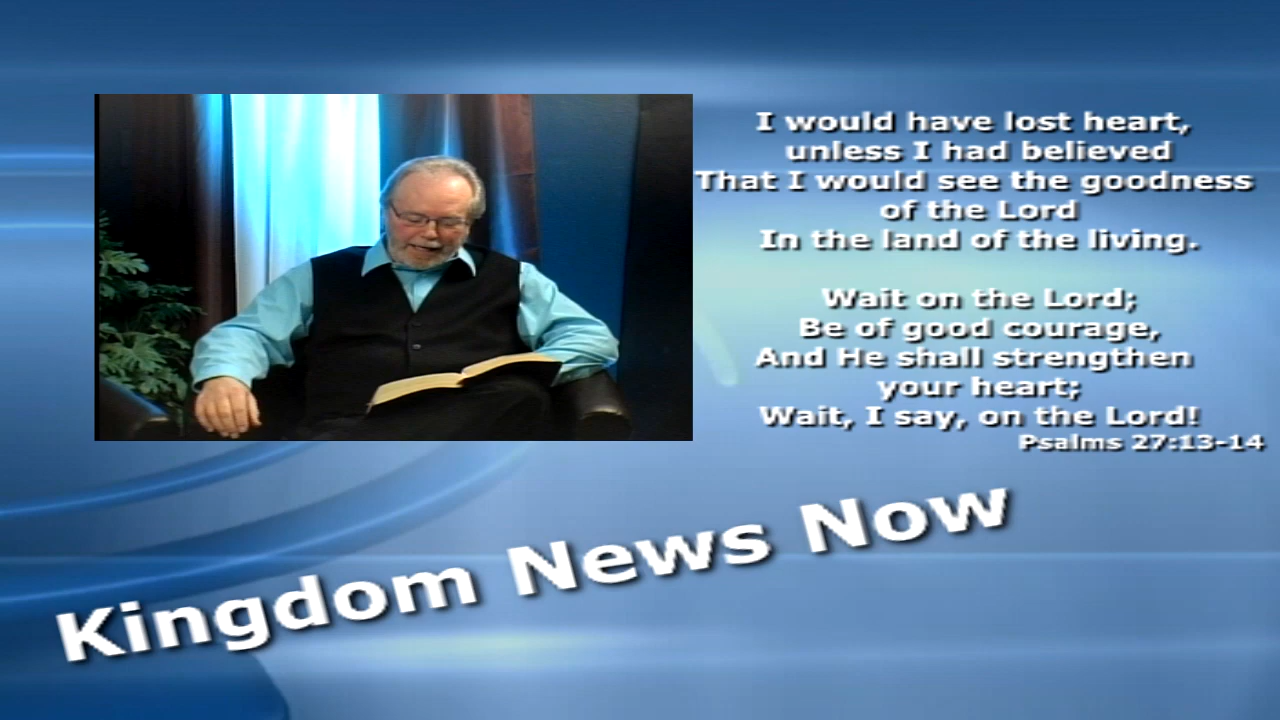 I would have lost heart,
unless I had believed
That I would see the goodness
of the Lord
In the land of the living.
Wait on the Lord;
Be of good courage,
And He shall strengthen
your heart;
Wait, I say, on the Lord!
Psalms 27:13-14
Kingdom News Now